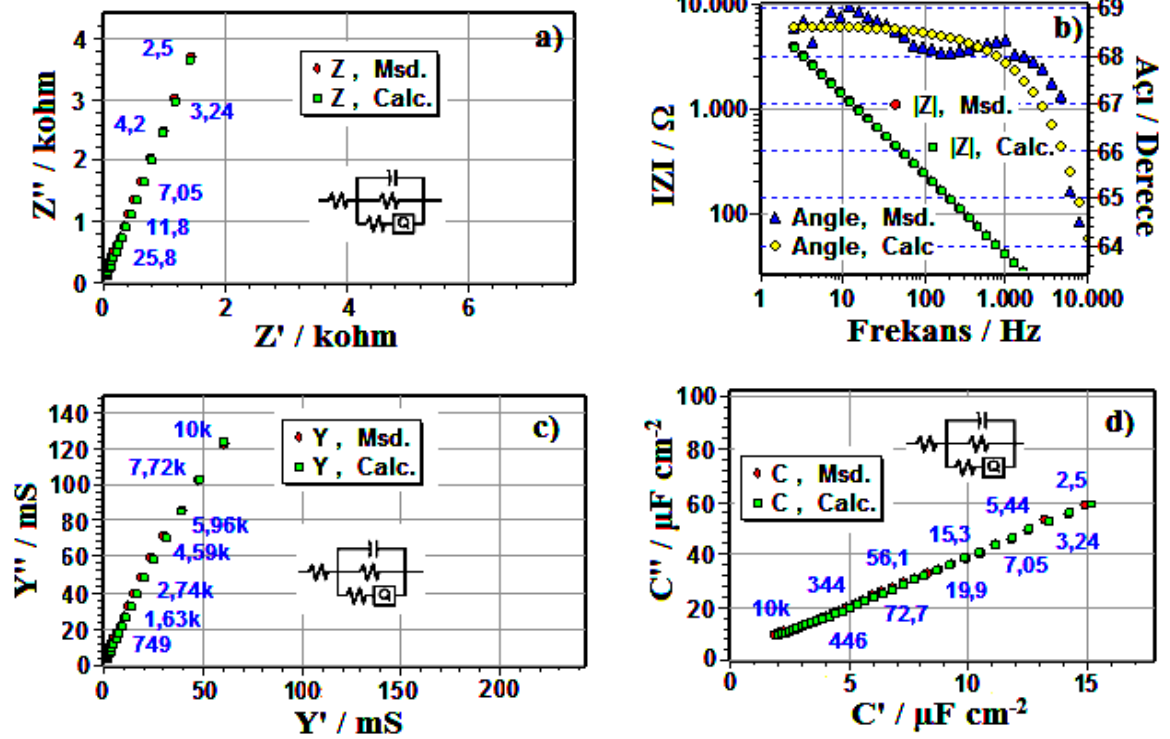 a)
Z'' / kohm
4
3
2
1
0
2,5
3,24
4,2
7,05
11,8
25,8
Z , Msd.
Z , Calc.
Q
0
2
4
6
Z' / kohm
b)
IZI / Ω
10.000
1.000
100
|Z|, Msd.
|Z|, Calc.
Angle, Msd.
Angle, Calc
69
68
67
66
65
64
Açı / Derece
1
10
100
1.000
10.000
Frekans / Hz
c)
Y'' / mS
140
120
100
80
60
40
20
0
10k
7,72k
5,96k
4,59k
2,74k
1,63k
749
Y , Msd.
Y , Calc.
Q
0
50
100
150
200
Y' / mS
d)
C'' / µF cm-2
100
80
60
40
20
0
C , Msd.
C , Calc.
Q
2,5
5,44
3,24
15,3
7,05
56,1
19,9
344
72,7
10k
446
0
5
10
15
C' / µF cm-2